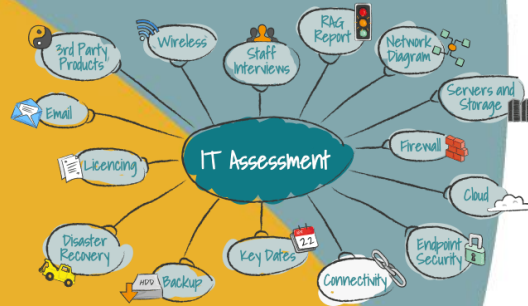 3rd Party
Products
Wireless
Staff
Interviews
RAG
Report
Network
Diagram
Servers and
Storage
Email
Firewall
IT Assessment
Licencing
Cloud
Disaster
Recovery
HDD
Backup
Key Dates
22
Connectivity
Endpoint
Security